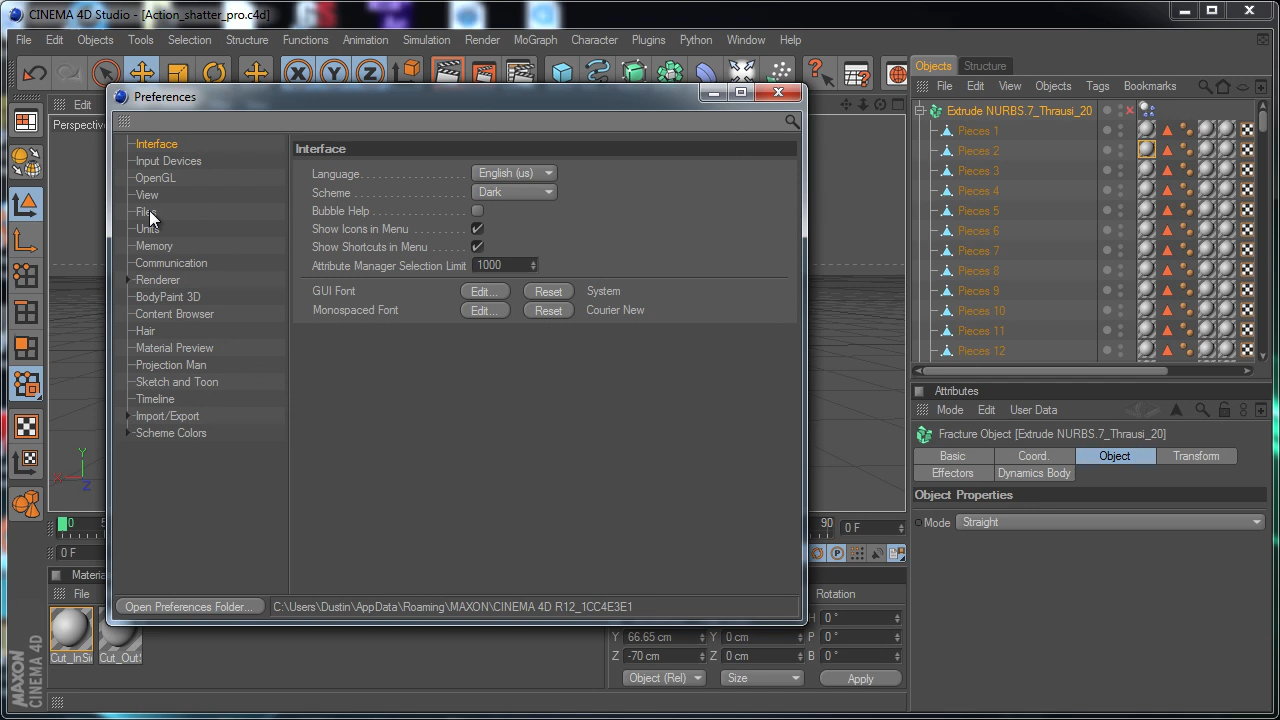 CINEMA 4D Studio - [Action_shatter_pro.c4d]
File Edit Objects Tools Selection Structure Functions Animation Simulation Render MoGraph Character Plugins Python Window Help
Objects Structure
File Edit View Objects Tags Bookmarks
Extrude NURBS.7_Thrausi_20
Pieces 1
Pieces 2
Pieces 3
Pieces 4
Pieces 5
Pieces 6
Pieces 7
Pieces 8
Pieces 9
Pieces 10
Pieces 11
Pieces 12
Attributes
Mode Edit User Data
Fracture Object [Extrude NURBS.7_Thrausi_20]
Basic Coord. Object Transform
Effectors Dynamics Body
Object Properties
Mode Straight
Edit
Perspectiv
Preferences
Interface
Input Devices
OpenGL
View
Files
Units
Memory
Communication
Renderer
BodyPaint 3D
Content Browser
Hair
Material Preview
Projection Man
Sketch and Toon
Timeline
Import/Export
Scheme Colors
Interface
Language English (us)
Scheme Dark
Bubble Help
Show Icons in Menu
Show Shortcuts in Menu
Attribute Manager Selection Limit 1000
GUI Font Edit... Reset System
Monospaced Font Edit... Reset Courier New
Open Preferences Folder... C:\Users\Dustin\AppData\Roaming\MAXON\CINEMA 4D R12_1CC4E3E1
Y
X
Z
0 5 90 0 F
0 F
Materia
File
Cut_InSi Cut_Out
Rotation
H 0 °
Y 66.65 cm Y 0 cm P 0 °
Z -70 cm Z 0 cm B 0 °
Object (Rel) Size Apply
MAXON
CINEMA 4D